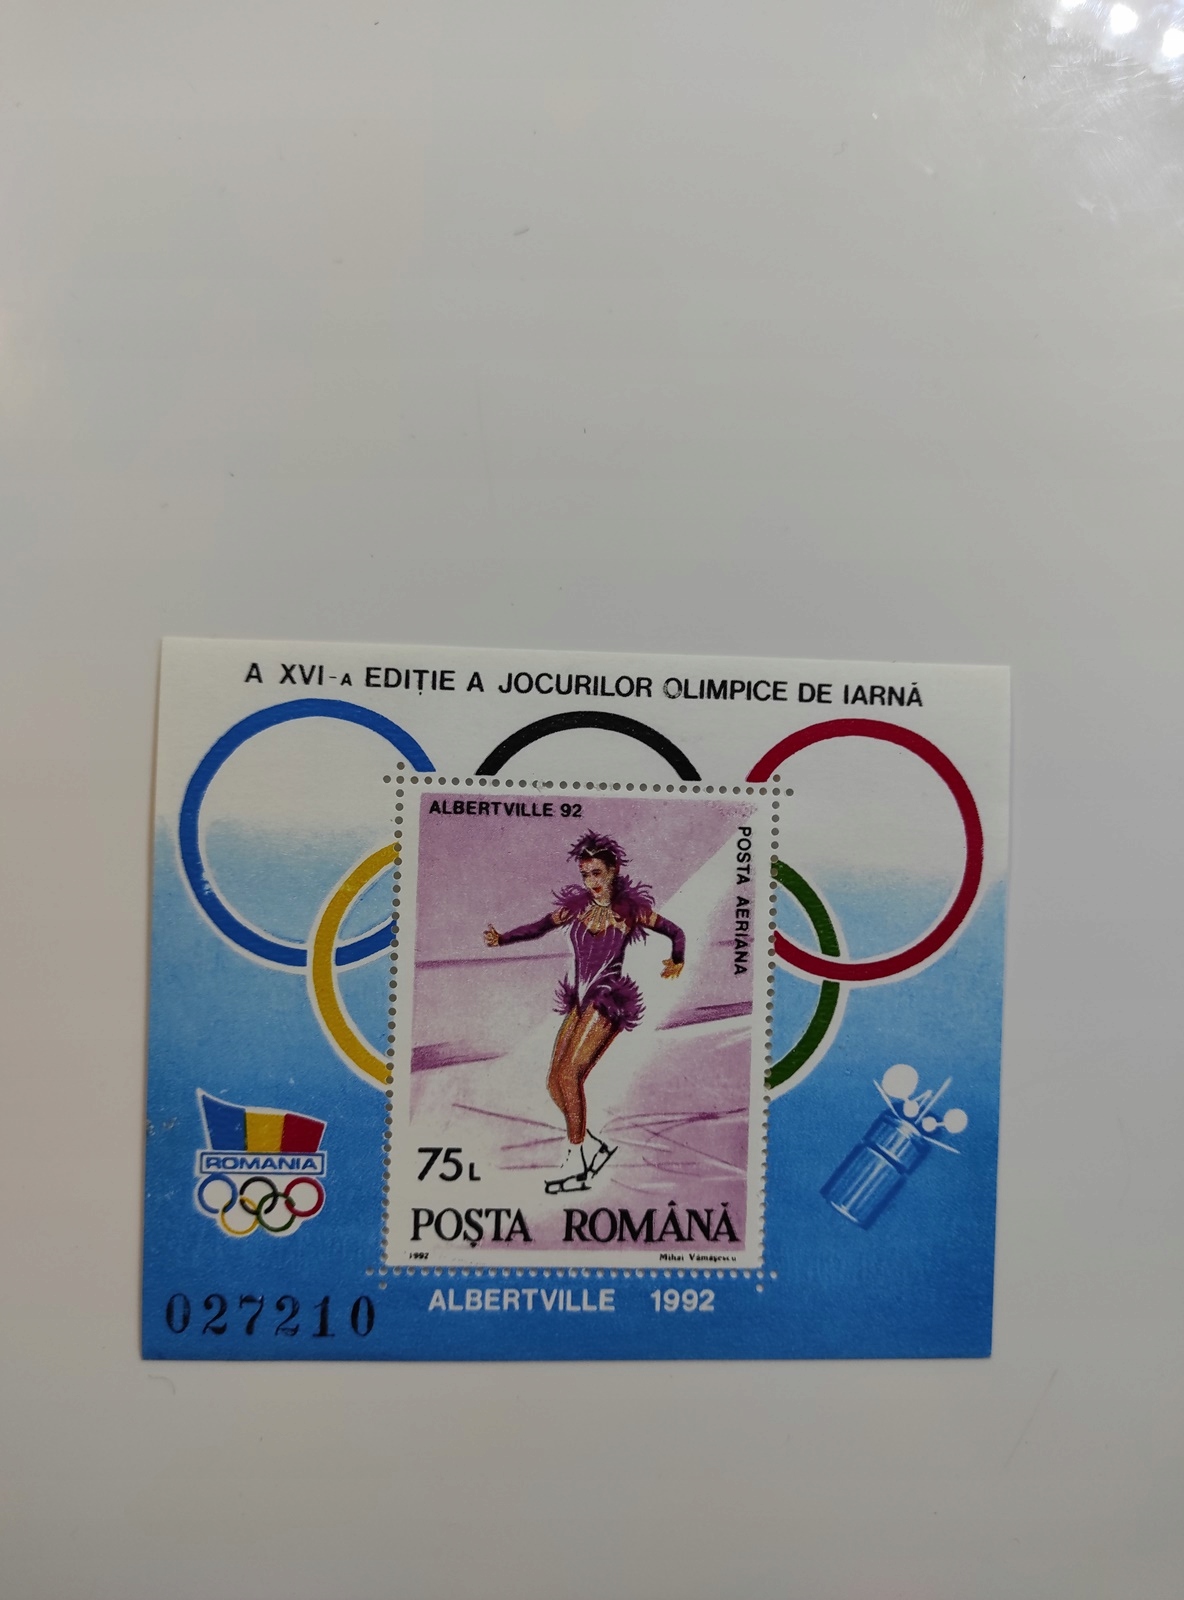 A XVI-A EDIȚIE A JOCURILOR OLIMPICE DE IARNĂ
ALBERTVILLE 92
POSTA AERIANA
75L
POȘTA ROMÂNĂ
1992
Mihai Vămășescu
ROMANIA
027210
ALBERTVILLE 1992